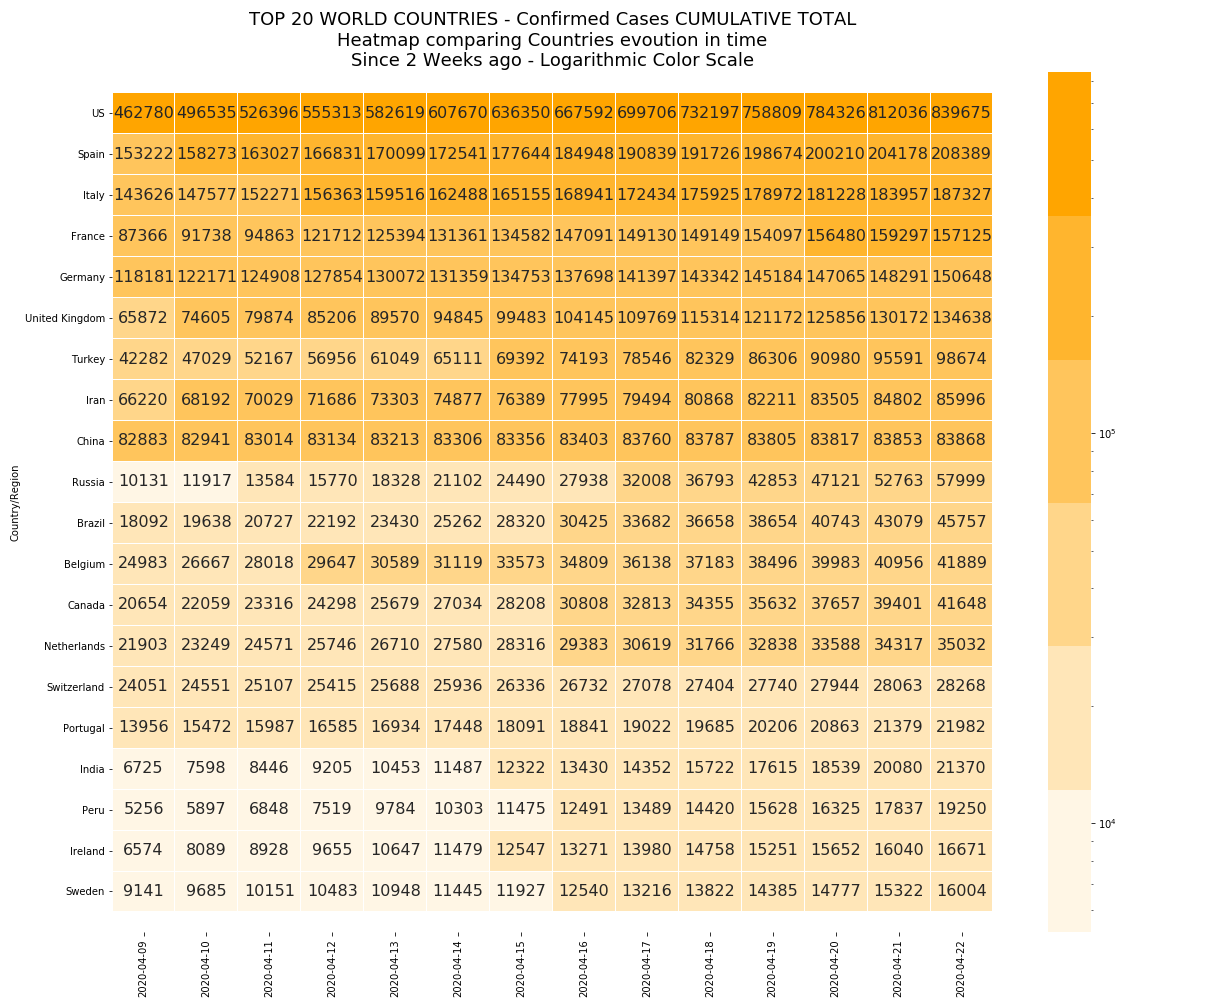 TOP 20 WORLD COUNTRIES - Confirmed Cases CUMULATIVE TOTAL
Heatmap comparing Countries evoution in time
Since 2 Weeks ago - Logarithmic Color Scale
US 462780 496535 526396 555313 582619 607670 636350 667592 699706 732197 758809 784326 812036 839675
Spain 153222 158273 163027 166831 170099 172541 177644 184948 190839 191726 198674 200210 204178 208389
Italy 143626 147577 152271 156363 159516 162488 165155 168941 172434 175925 178972 181228 183957 187327
France 87366 91738 94863 121712 125394 131361 134582 147091 149130 149149 154097 156480 159297 157125
Germany 118181 122171 124908 127854 130072 131359 134753 137698 141397 143342 145184 147065 148291 150648
United Kingdom 65872 74605 79874 85206 89570 94845 99483 104145 109769 115314 121172 125856 130172 134638
Turkey 42282 47029 52167 56956 61049 65111 69392 74193 78546 82329 86306 90980 95591 98674
Iran 66220 68192 70029 71686 73303 74877 76389 77995 79494 80868 82211 83505 84802 85996
China 82883 82941 83014 83134 83213 83306 83356 83403 83760 83787 83805 83817 83853 83868
Russia 10131 11917 13584 15770 18328 21102 24490 27938 32008 36793 42853 47121 52763 57999
Brazil 18092 19638 20727 22192 23430 25262 28320 30425 33682 36658 38654 40743 43079 45757
Belgium 24983 26667 28018 29647 30589 31119 33573 34809 36138 37183 38496 39983 40956 41889
Canada 20654 22059 23316 24298 25679 27034 28208 30808 32813 34355 35632 37657 39401 41648
Netherlands 21903 23249 24571 25746 26710 27580 28316 29383 30619 31766 32838 33588 34317 35032
Switzerland 24051 24551 25107 25415 25688 25936 26336 26732 27078 27404 27740 27944 28063 28268
Portugal 13956 15472 15987 16585 16934 17448 18091 18841 19022 19685 20206 20863 21379 21982
India 6725 7598 8446 9205 10453 11487 12322 13430 14352 15722 17615 18539 20080 21370
Peru 5256 5897 6848 7519 9784 10303 11475 12491 13489 14420 15628 16325 17837 19250
Ireland 6574 8089 8928 9655 10647 11479 12547 13271 13980 14758 15251 15652 16040 16671
Sweden 9141 9685 10151 10483 10948 11445 11927 12540 13216 13822 14385 14777 15322 16004
2020-04-09 2020-04-10 2020-04-11 2020-04-12 2020-04-13 2020-04-14 2020-04-15 2020-04-16 2020-04-17 2020-04-18 2020-04-19 2020-04-20 2020-04-21 2020-04-22
Country/Region
10⁵
10⁴